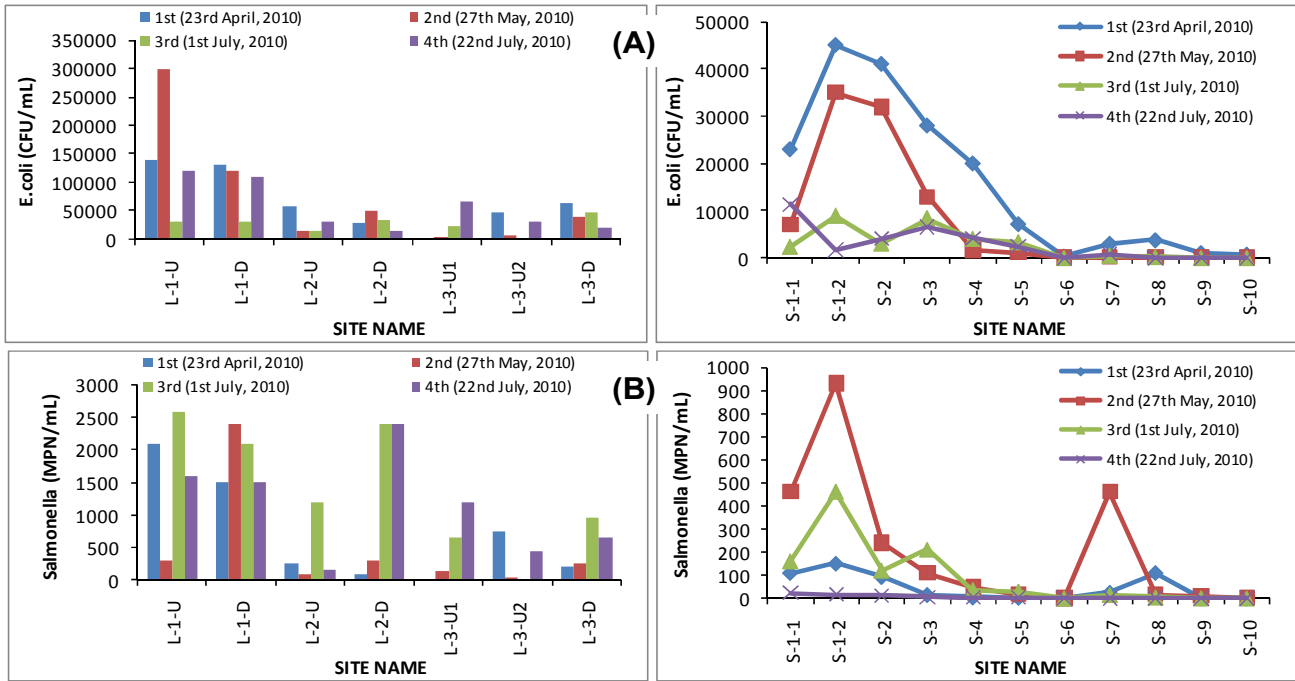 1st (23rd April, 2010) 2nd (27th May, 2010)
3rd (1st July, 2010) 4th (22nd July, 2010)
E.coli (CFU/mL)
350000
300000
250000
200000
150000
100000
50000
0
L-1-U L-1-D L-2-U L-2-D L-3-U1 L-3-U2 L-3-D
SITE NAME
(A)
1st (23rd April, 2010)
2nd (27th May, 2010)
3rd (1st July, 2010)
4th (22nd July, 2010)
E.coli (CFU/mL)
50000
40000
30000
20000
10000
0
S-1-1 S-1-2 S-2 S-3 S-4 S-5 S-6 S-7 S-8 S-9 S-10
SITE NAME
1st (23rd April, 2010) 2nd (27th May, 2010)
3rd (1st July, 2010) 4th (22nd July, 2010)
Salmonella (MPN/mL)
3000
2500
2000
1500
1000
500
0
L-1-U L-1-D L-2-U L-2-D L-3-U1 L-3-U2 L-3-D
SITE NAME
(B)
1st (23rd April, 2010)
2nd (27th May, 2010)
3rd (1st July, 2010)
4th (22nd July, 2010)
Salmonella (MPN/mL)
1000
900
800
700
600
500
400
300
200
100
0
S-1-1 S-1-2 S-2 S-3 S-4 S-5 S-6 S-7 S-8 S-9 S-10
SITE NAME